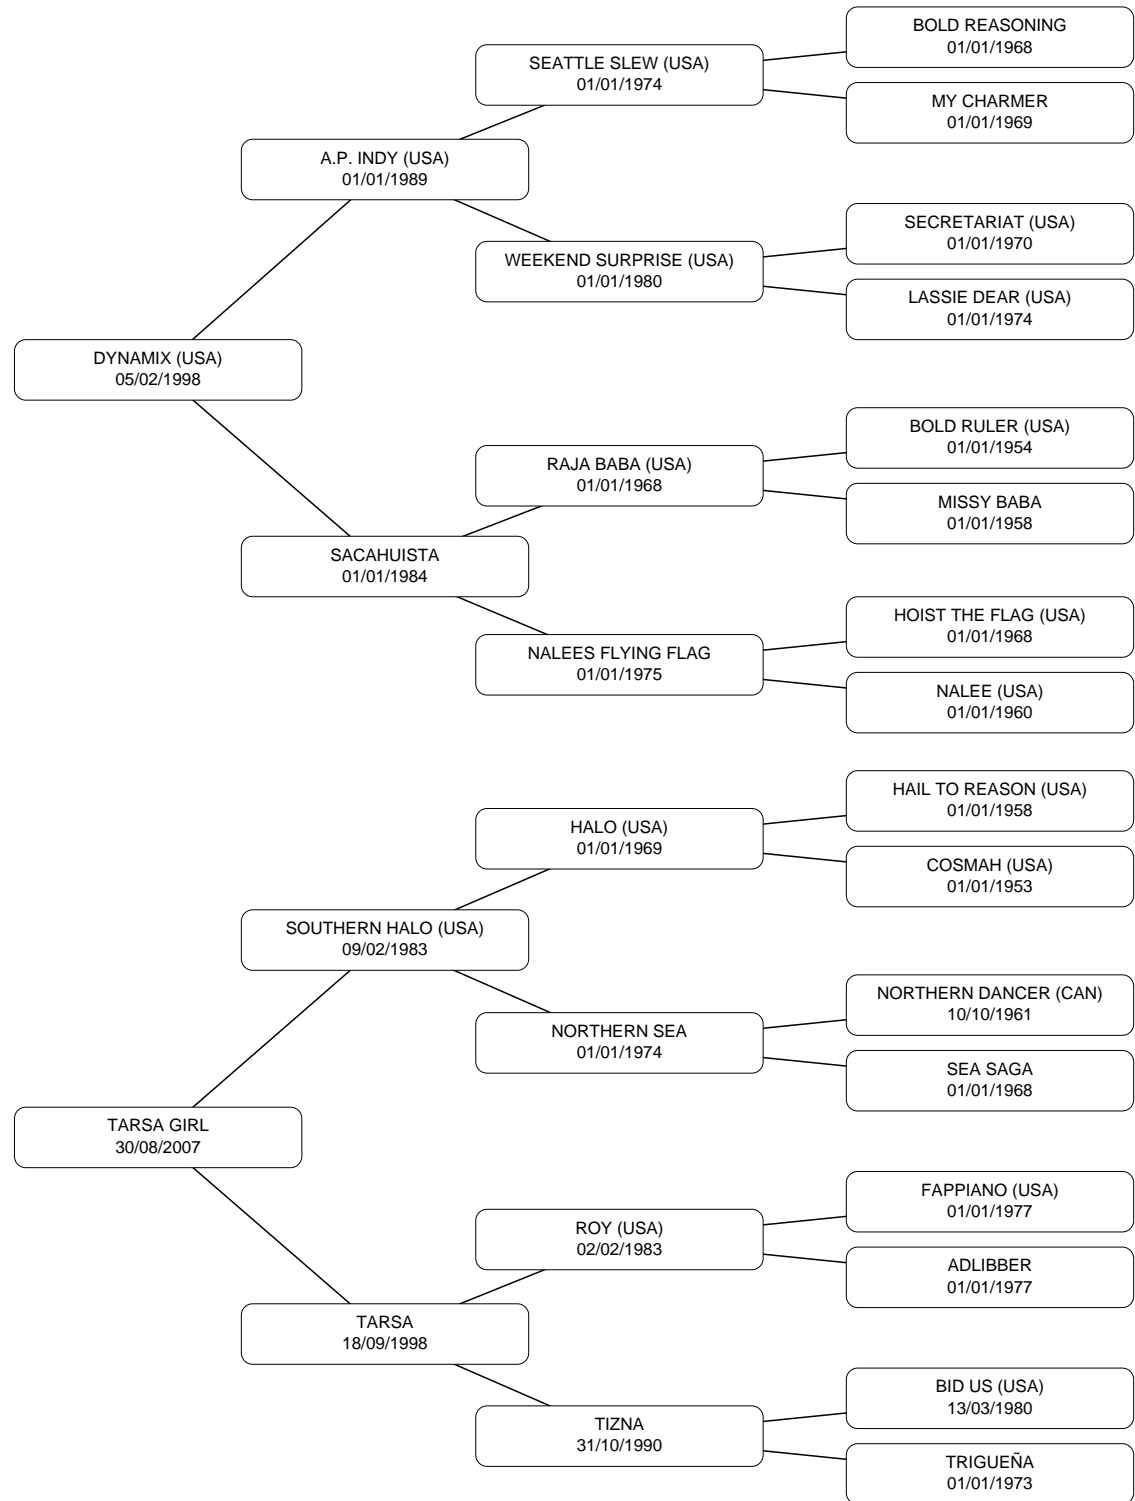 BOLD REASONING
01/01/1968
SEATTLE SLEW (USA)
01/01/1974
MY CHARMER
01/01/1969
A.P. INDY (USA)
01/01/1989
SECRETARIAT (USA)
01/01/1970
WEEKEND SURPRISE (USA)
01/01/1980
LASSIE DEAR (USA)
01/01/1974
DYNAMIX (USA)
05/02/1998
BOLD RULER (USA)
01/01/1954
RAJA BABA (USA)
01/01/1968
MISSY BABA
01/01/1958
SACAHUISTA
01/01/1984
HOIST THE FLAG (USA)
01/01/1968
NALEES FLYING FLAG
01/01/1975
NALEE (USA)
01/01/1960
HAIL TO REASON (USA)
01/01/1958
HALO (USA)
01/01/1969
COSMAH (USA)
01/01/1953
SOUTHERN HALO (USA)
09/02/1983
NORTHERN DANCER (CAN)
10/10/1961
NORTHERN SEA
01/01/1974
SEA SAGA
01/01/1968
TARSA GIRL
30/08/2007
FAPPIANO (USA)
01/01/1977
ROY (USA)
02/02/1983
ADLIBBER
01/01/1977
TARSA
18/09/1998
BID US (USA)
13/03/1980
TIZNA
31/10/1990
TRIGUEÑA
01/01/1973